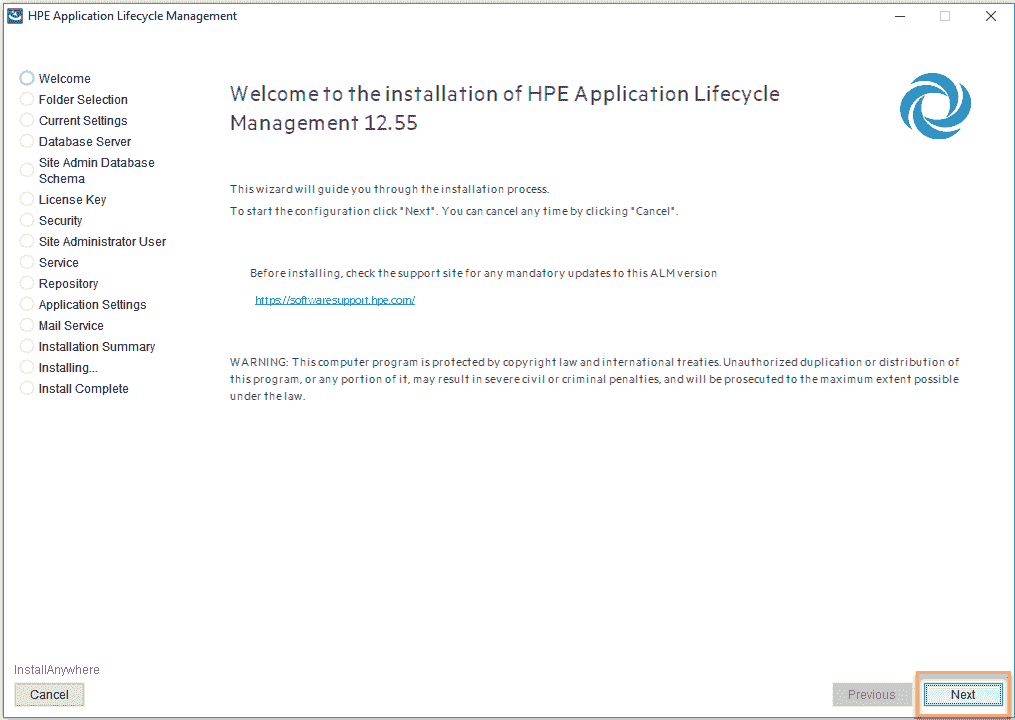 HPE Application Lifecycle Management
Welcome
Folder Selection
Current Settings
Database Server
Site Admin Database
Schema
License Key
Security
Site Administrator User
Service
Repository
Application Settings
Mail Service
Installation Summary
Installing...
Install Complete
Welcome to the installation of HPE Application Lifecycle
Management 12.55
This wizard will guide you through the installation process.
To start the configuration click "Next". You can cancel any time by clicking "Cancel".
Before installing, check the support site for any mandatory updates to this ALM version
https://softwaresupport.hpe.com/
WARNING: This computer program is protected by copyright law and international treaties. Unauthorized duplication or distribution of
this program, or any portion of it, may result in severe civil or criminal penalties, and will be prosecuted to the maximum extent possible
under the law.
InstallAnywhere
Cancel
Previous
Next